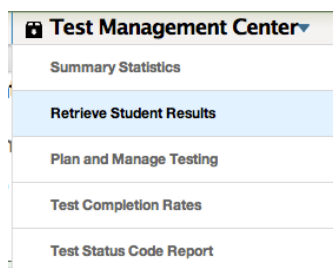 Test Management Center
Summary Statistics
Retrieve Student Results
Plan and Manage Testing
Test Completion Rates
Test Status Code Report